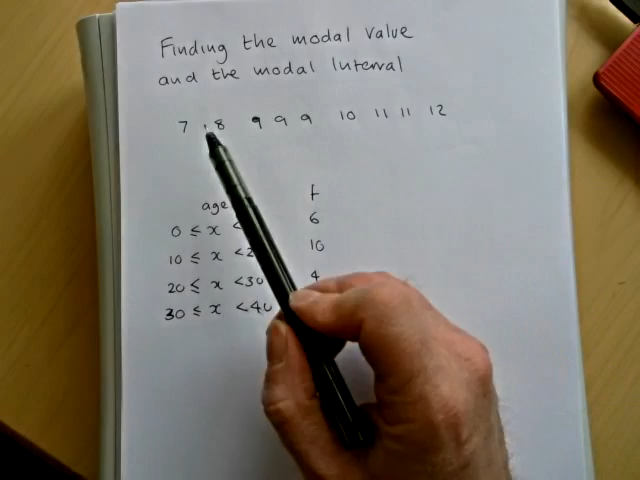 Finding the modal value
and the modal Interval
7 8 9 9 9 10 11 11 12
age f
0 ≤ x < 6
10 ≤ x <2 10
20 ≤ x <30 4
30 ≤ x <40